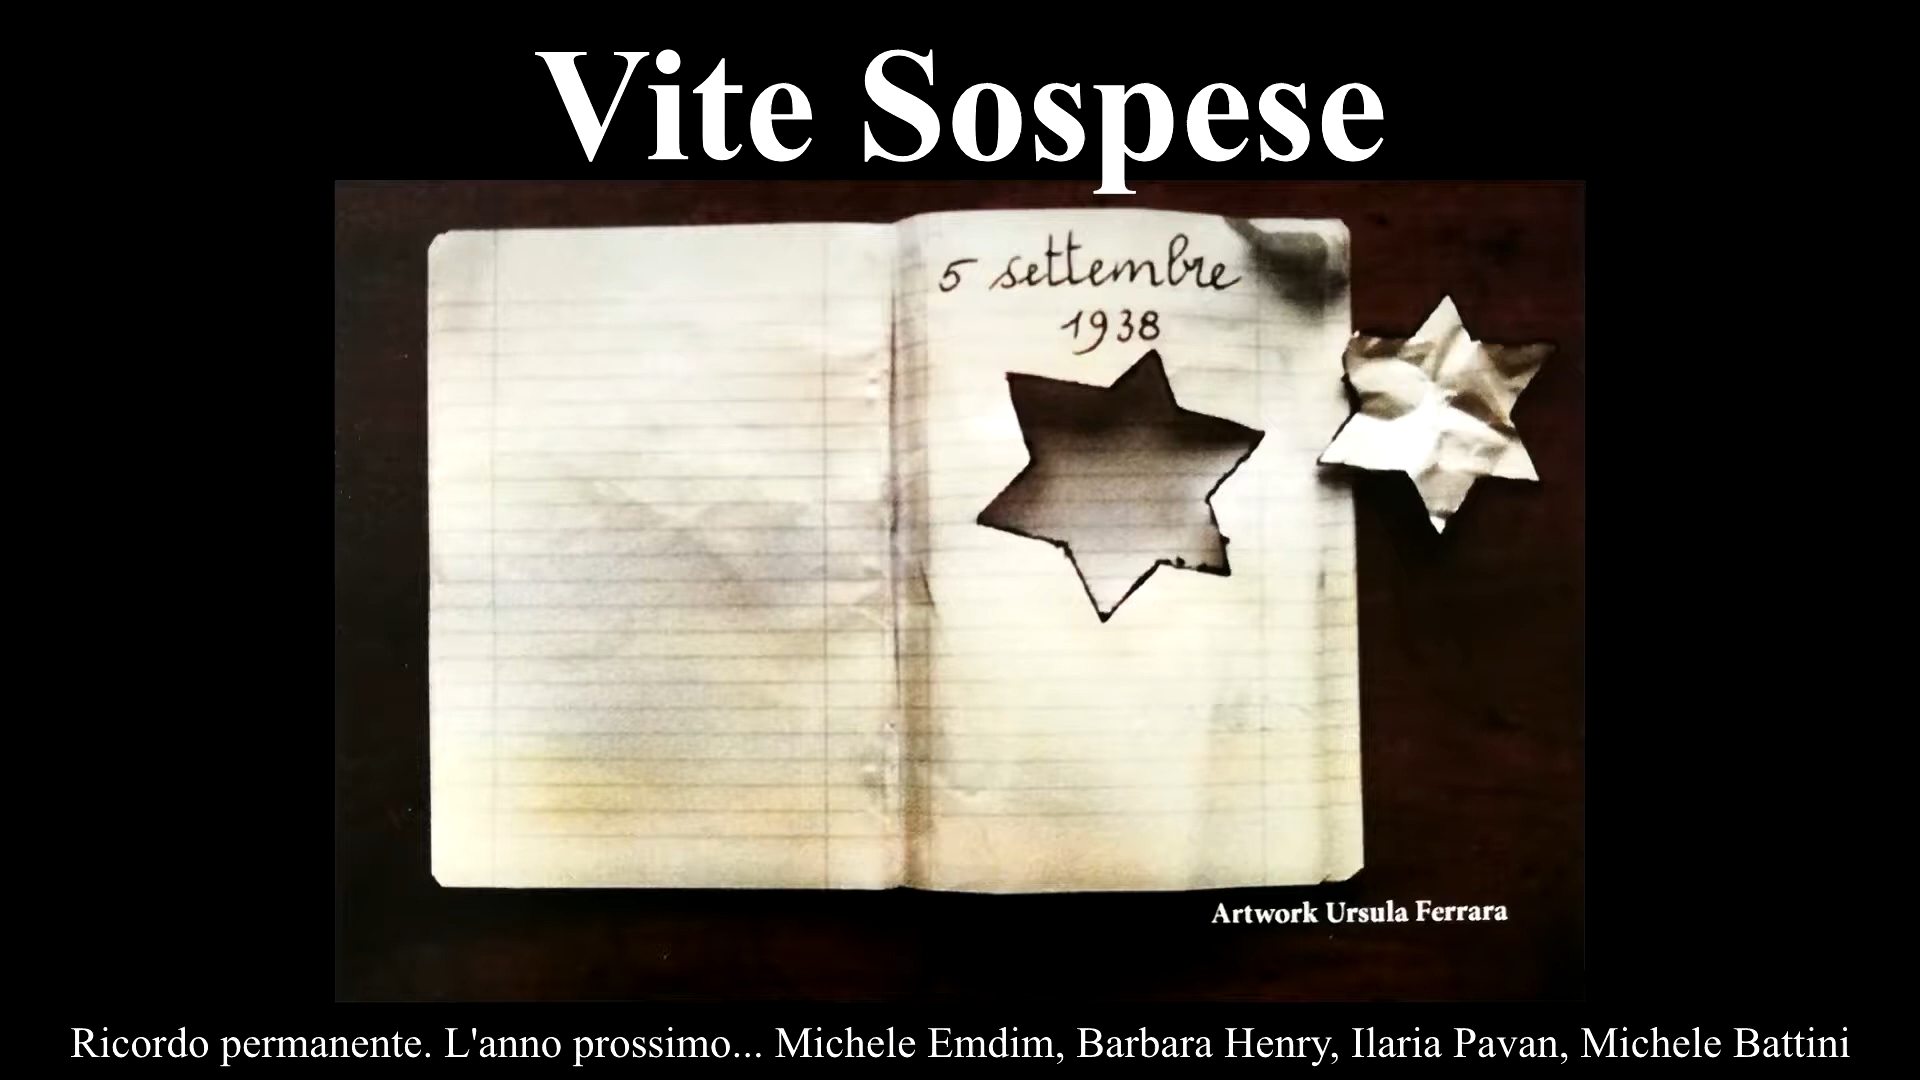 Vite Sospese
5 settembre
1938
Artwork Ursula Ferrara
Ricordo permanente. L'anno prossimo... Michele Emdim, Barbara Henry, Ilaria Pavan, Michele Battini